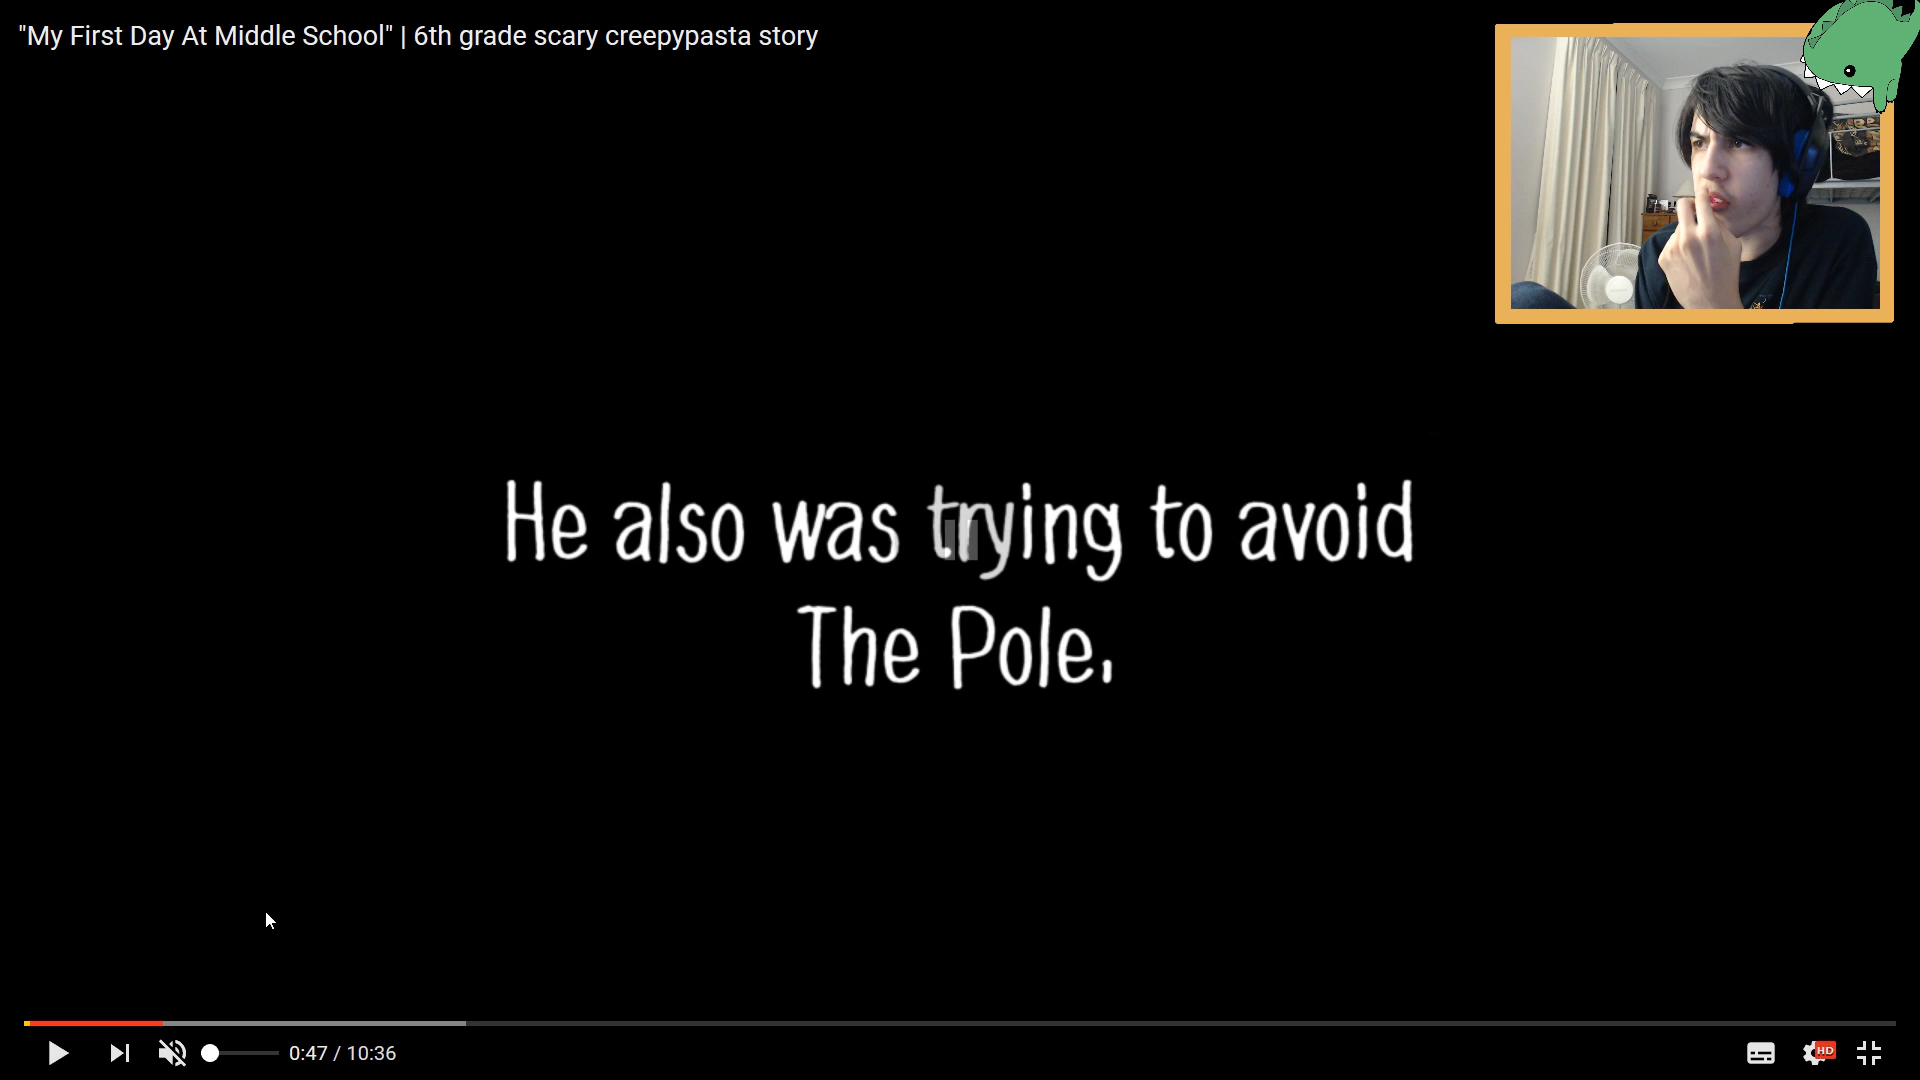 "My First Day At Middle School" | 6th grade scary creepypasta story
He also was trying to avoid
The Pole.
0:47 / 10:36
HD